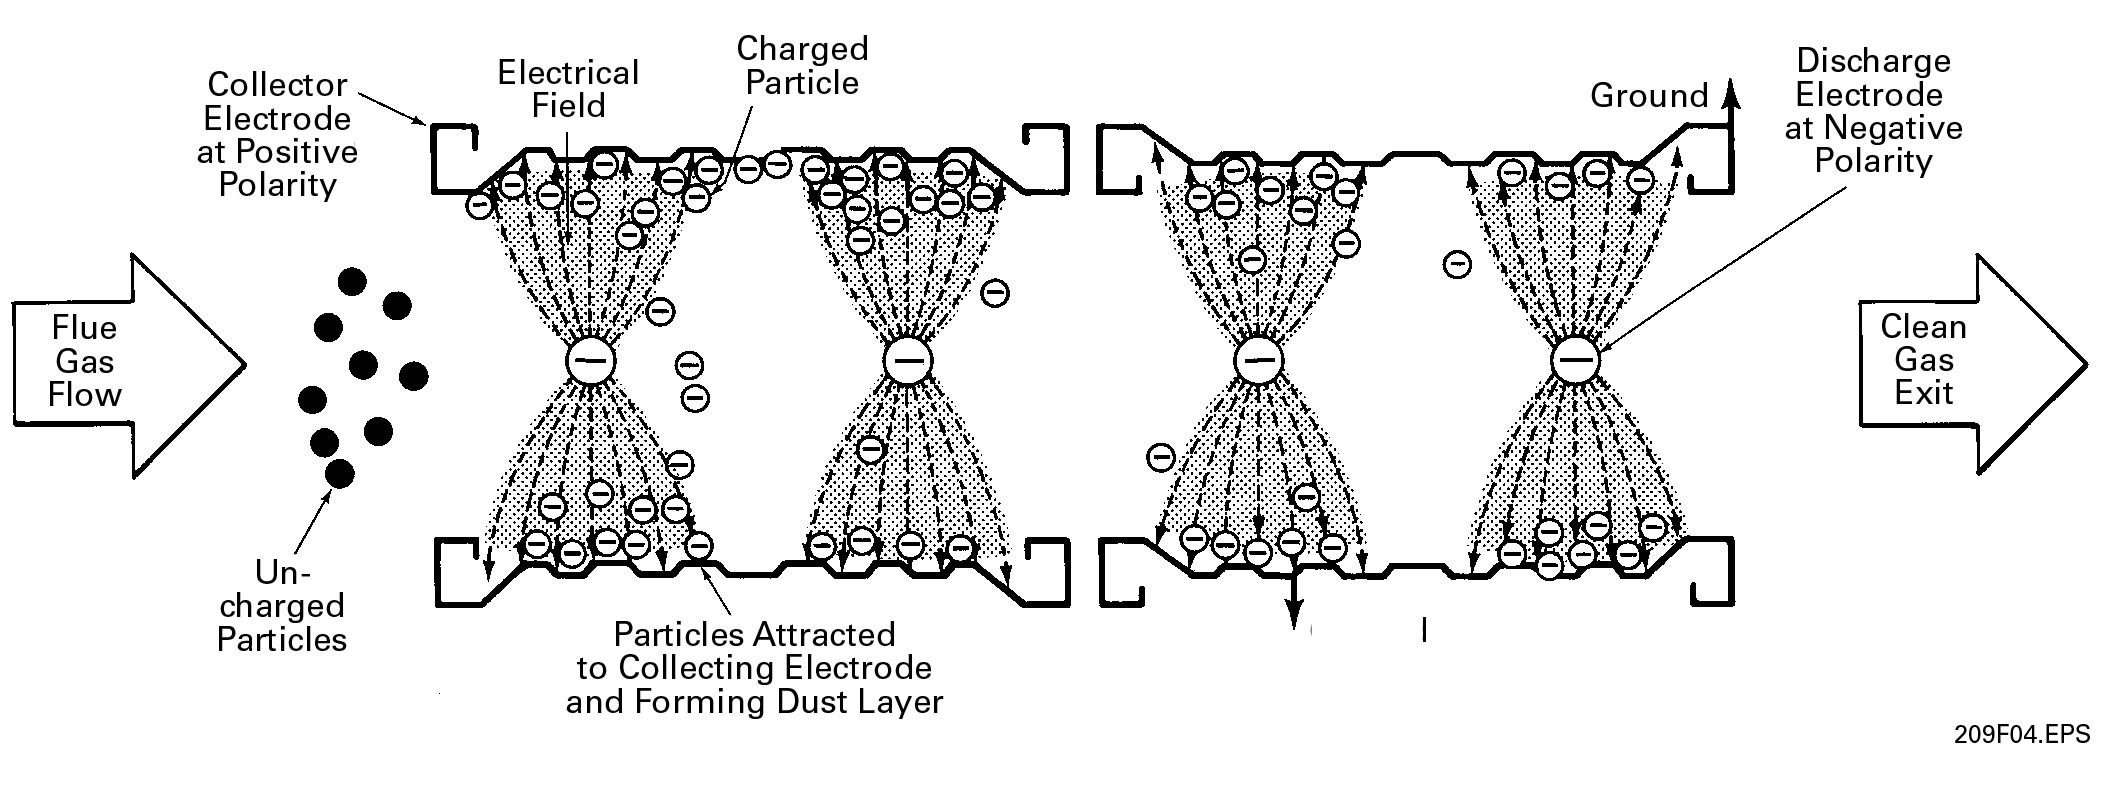 Collector
Electrode
at Positive
Polarity
Electrical
Field
Charged
Particle
Ground
Discharge
Electrode
at Negative
Polarity
Flue
Gas
Flow
Clean
Gas
Exit
Un-
charged
Particles
Particles Attracted
to Collecting Electrode
and Forming Dust Layer
209F04.EPS